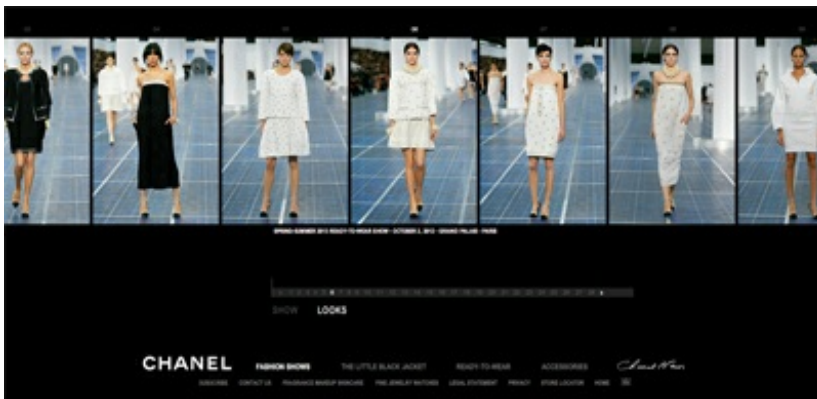 SPRING-SUMMER 2013 READY-TO-WEAR SHOW - OCTOBER 2, 2012 - GRAND PALAIS - PARIS
SHOW LOOKS
CHANEL FASHION SHOWS THE LITTLE BLACK JACKET READY-TO-WEAR ACCESSORIES
SUBSCRIBE CONTACT US FRAGRANCE MAKEUP SKINCARE FINE JEWELRY WATCHES LEGAL STATEMENT PRIVACY STORE LOCATOR HOME